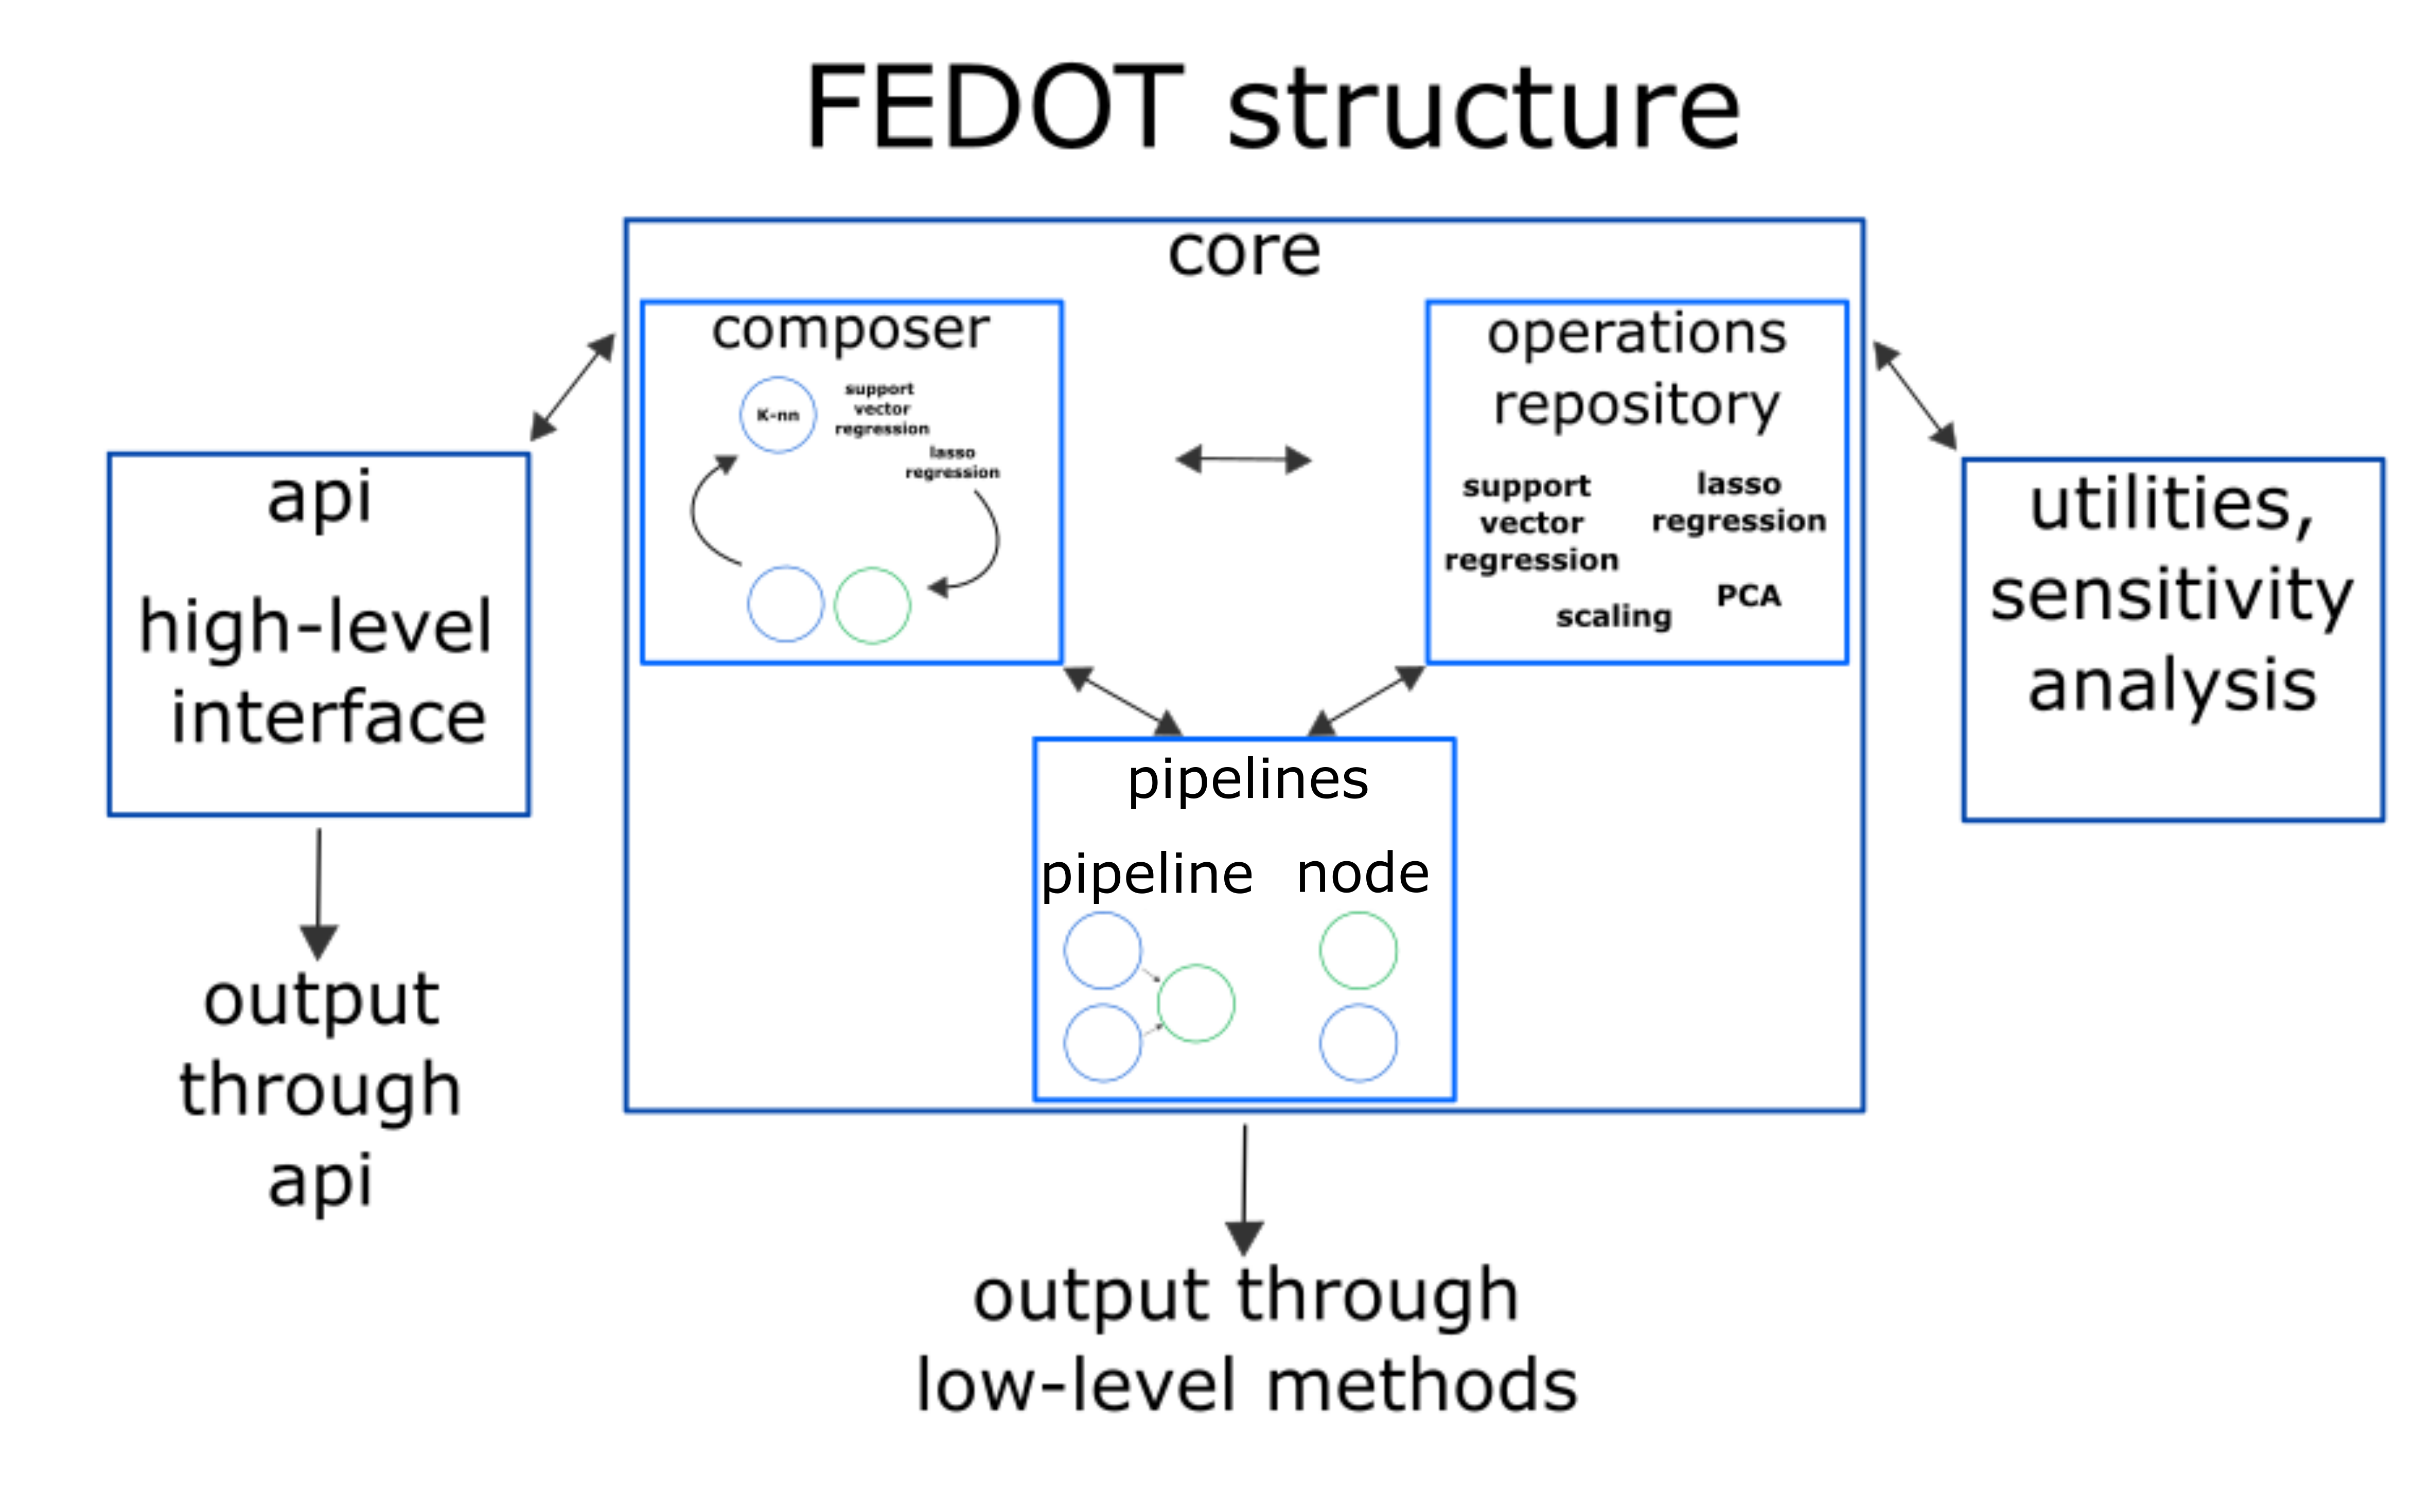 FEDOT structure
core
composer
K-nn
support
vector
regression
lasso
regression
operations
repository
support
vector
regression
lasso
regression
scaling
PCA
api
high-level
interface
utilities,
sensitivity
analysis
pipelines
pipeline
node
output
through
api
output through
low-level methods